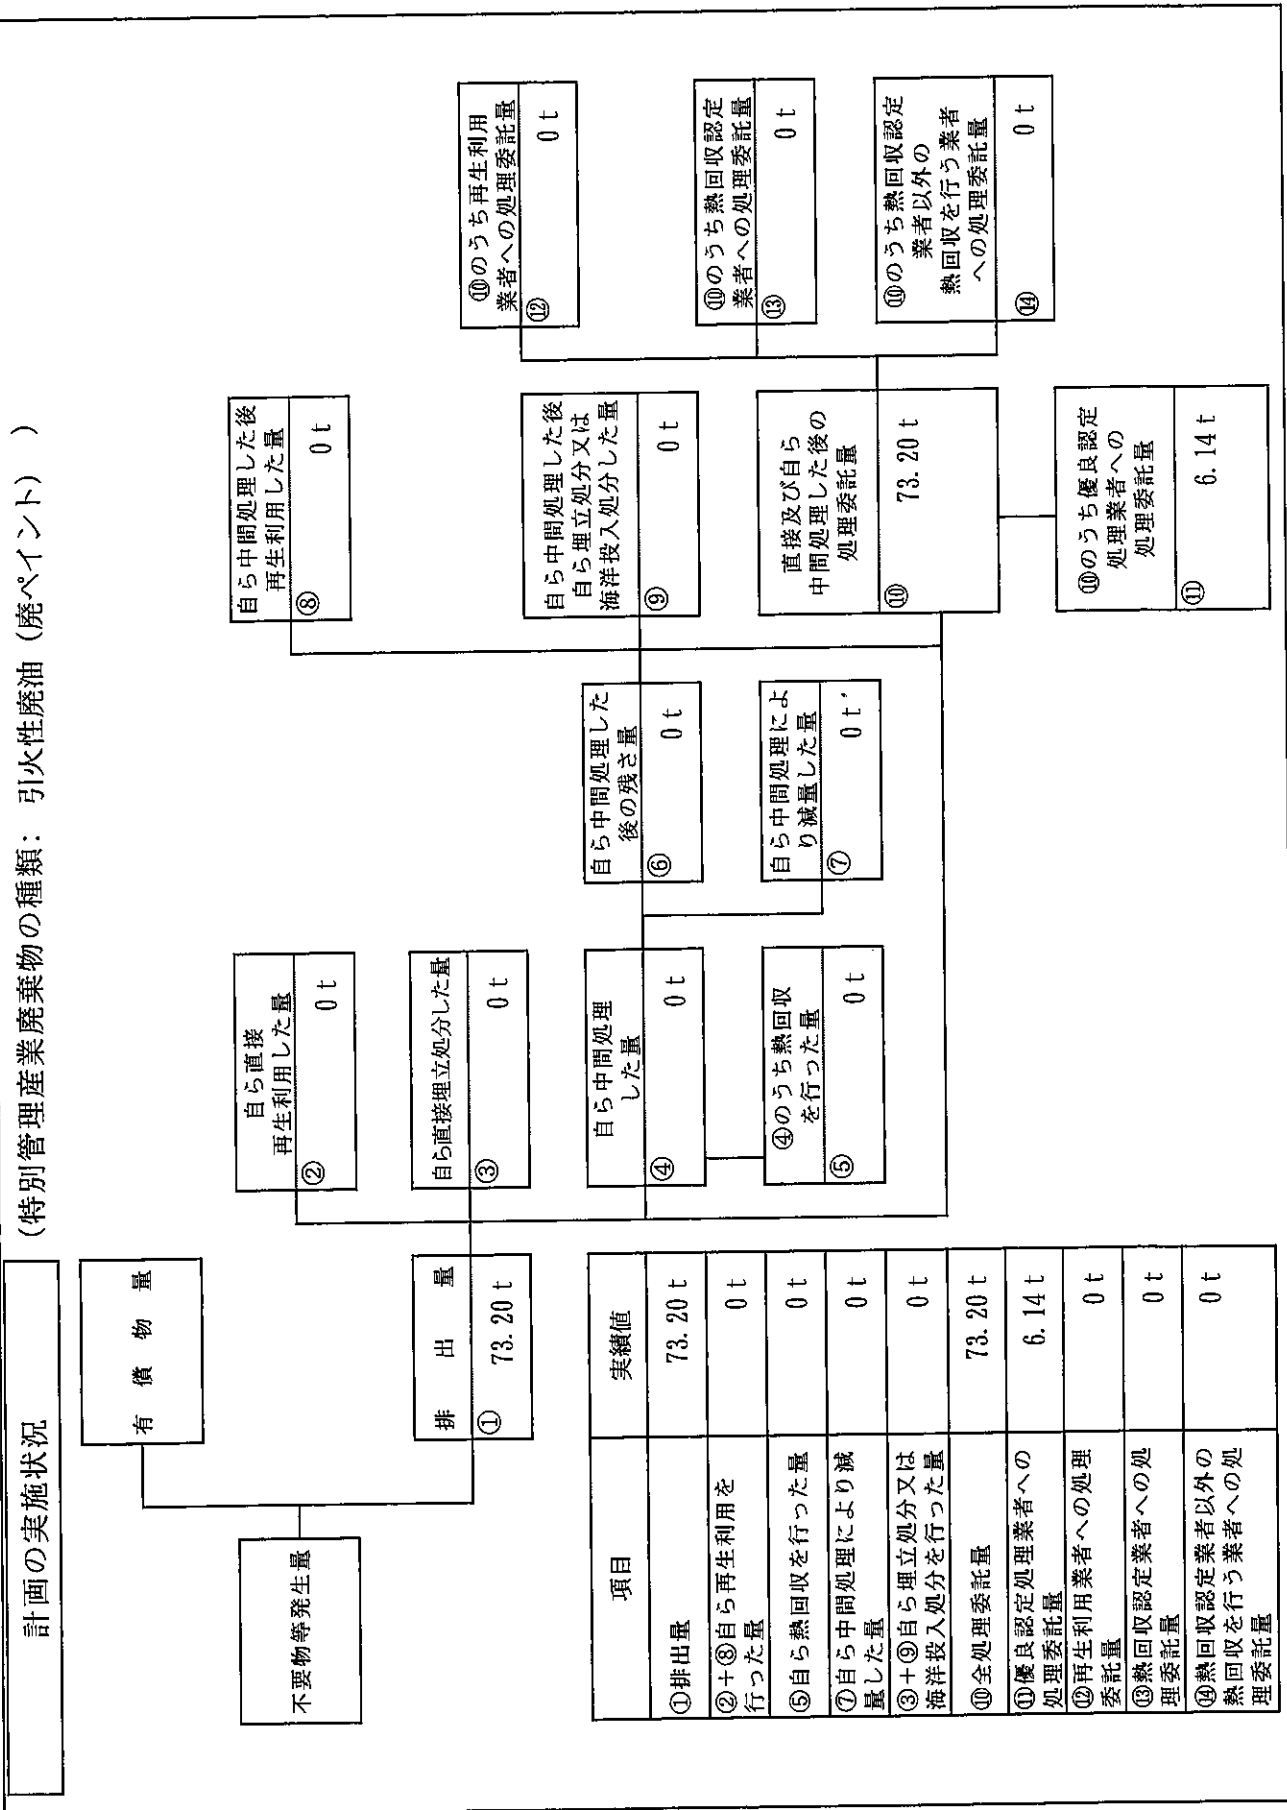 計画の実施状況
(特別管理産業廃棄物の種類： 引火性廃油（廃ペイント） )
有償物量
不要物等発生量
排出量
① 73.20 t
自ら直接
再生利用した量
② 0 t
自ら直接埋立処分した量
③ 0 t
自ら中間処理
した量
④ 0 t
④のうち熱回収
を行った量
⑤ 0 t
自ら中間処理した
後の残さ量
⑥ 0 t
自ら中間処理によ
り減量した量
⑦ 0 t
自ら中間処理した後
再生利用した量
⑧ 0 t
自ら中間処理した後
自ら埋立処分又は
海洋投入処分した量
⑨ 0 t
直接及び自ら
中間処理した後の
処理委託量
⑩ 73.20 t
⑩のうち優良認定
処理業者への
処理委託量
⑪ 6.14 t
⑩のうち再生利用
業者への処理委託量
⑫ 0 t
⑩のうち熱回収認定
業者への処理委託量
⑬ 0 t
⑩のうち熱回収認定
業者以外の
熱回収を行う業者
への処理委託量
⑭ 0 t
項目 実績値
①排出量 73.20 t
②+⑧自ら再生利用を
行った量 0 t
⑤自ら熱回収を行った量 0 t
⑦自ら中間処理により減
量した量 0 t
③+⑨自ら埋立処分又は
海洋投入処分を行った量 0 t
⑩全処理委託量 73.20 t
⑪優良認定処理業者への
処理委託量 6.14 t
⑫再生利用業者への処理
委託量 0 t
⑬熱回収認定業者への処
理委託量 0 t
⑭熱回収認定業者以外の
熱回収を行う業者への処
理委託量 0 t